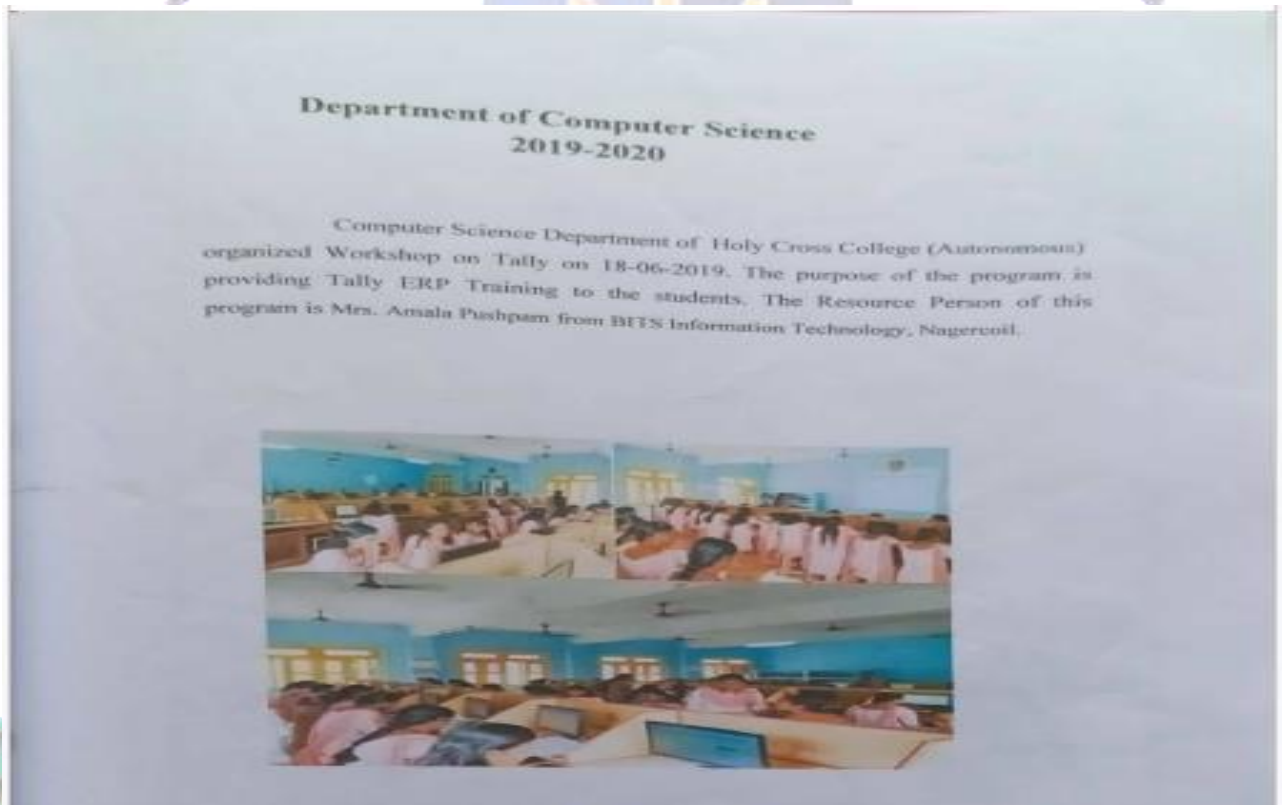 Department of Computer Science
2019-2020
Computer Science Department of Holy Cross College (Autonomous)
organized Workshop on Tally on 18-06-2019. The purpose of the program is
providing Tally ERP Training to the students. The Resource Person of this
program is Mrs. Amala Pushpam from BITS Information Technology, Nagercoil.